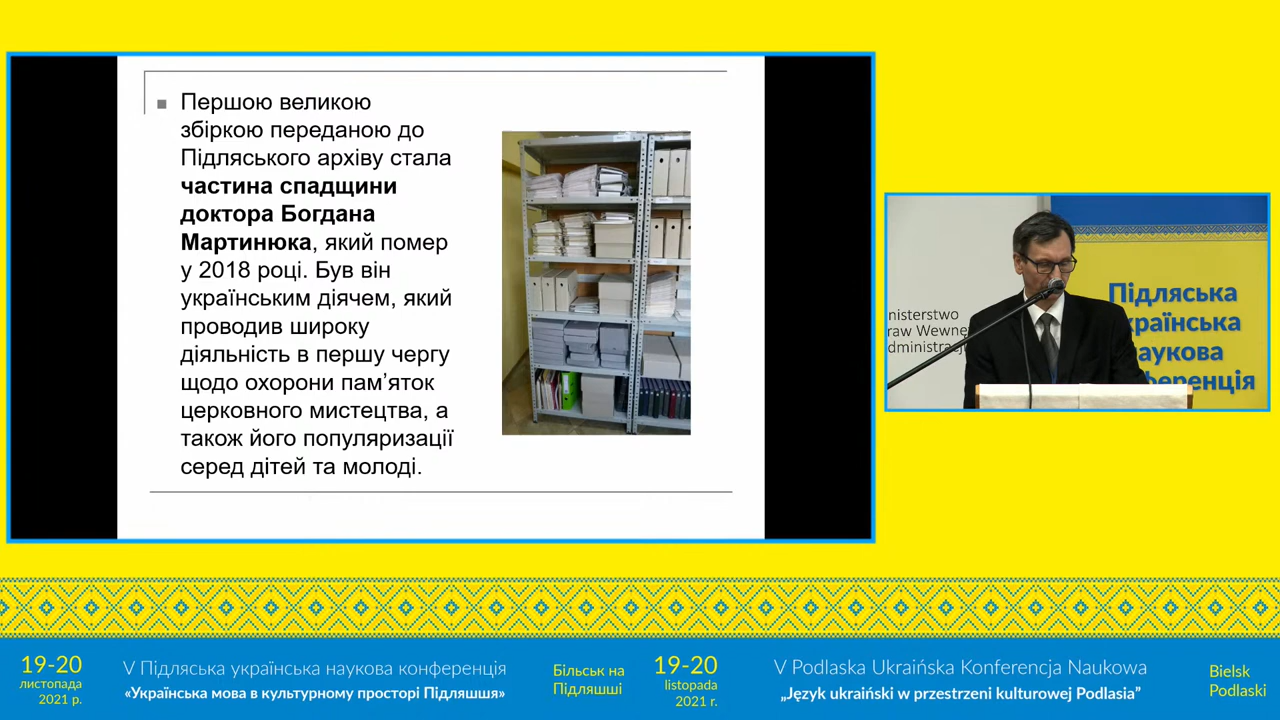 Першою великою
збіркою переданою до
Підляського архіву стала
частина спадщини
доктора Богдана
Мартинюка, який помер
у 2018 році. Був він
українським діячем, який
проводив широку
діяльність в першу чергу
щодо охорони пам’яток
церковного мистецтва, а
також його популяризації
серед дітей та молоді.
nisterstwo
raw Wewnę
dministracji
Підляська
країнська
аукова
ференція
19-20
листопада
2021 р.
V Підляська українська наукова конференція
«Українська мова в культурному просторі Підляшшя»
Більськ на
Підляшші
19-20
listopada
2021 r.
V Podlaska Ukraińska Konferencja Naukowa
„Język ukraiński w przestrzeni kulturowej Podlasia”
Bielsk
Podlaski